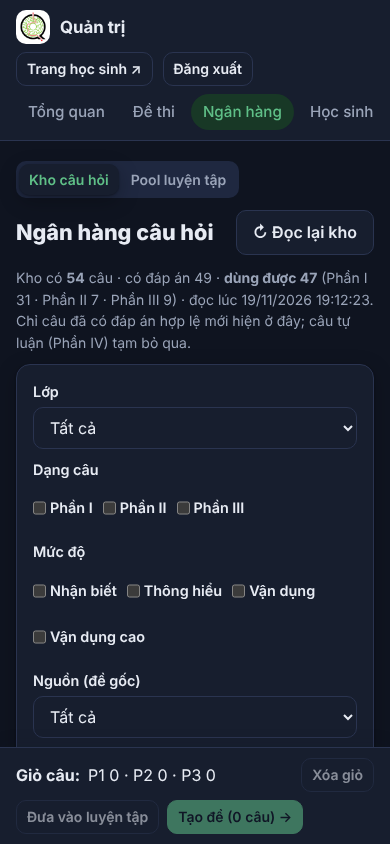 Quản trị
Trang học sinh ↗ Đăng xuất
Tổng quan Đề thi Ngân hàng Học sinh
Kho câu hỏi Pool luyện tập
Ngân hàng câu hỏi ↻ Đọc lại kho
Kho có 54 câu · có đáp án 49 · dùng được 47 (Phần I
31 · Phần II 7 · Phần III 9) · đọc lúc 19/11/2026 19:12:23.
Chỉ câu đã có đáp án hợp lệ mới hiện ở đây; câu tự
luận (Phần IV) tạm bỏ qua.
Lớp
Tất cả
Dạng câu
Phần I Phần II Phần III
Mức độ
Nhận biết Thông hiểu Vận dụng
Vận dụng cao
Nguồn (đề gốc)
Tất cả
Giỏ câu: P1 0 · P2 0 · P3 0 Xóa giỏ
Đưa vào luyện tập Tạo đề (0 câu) →